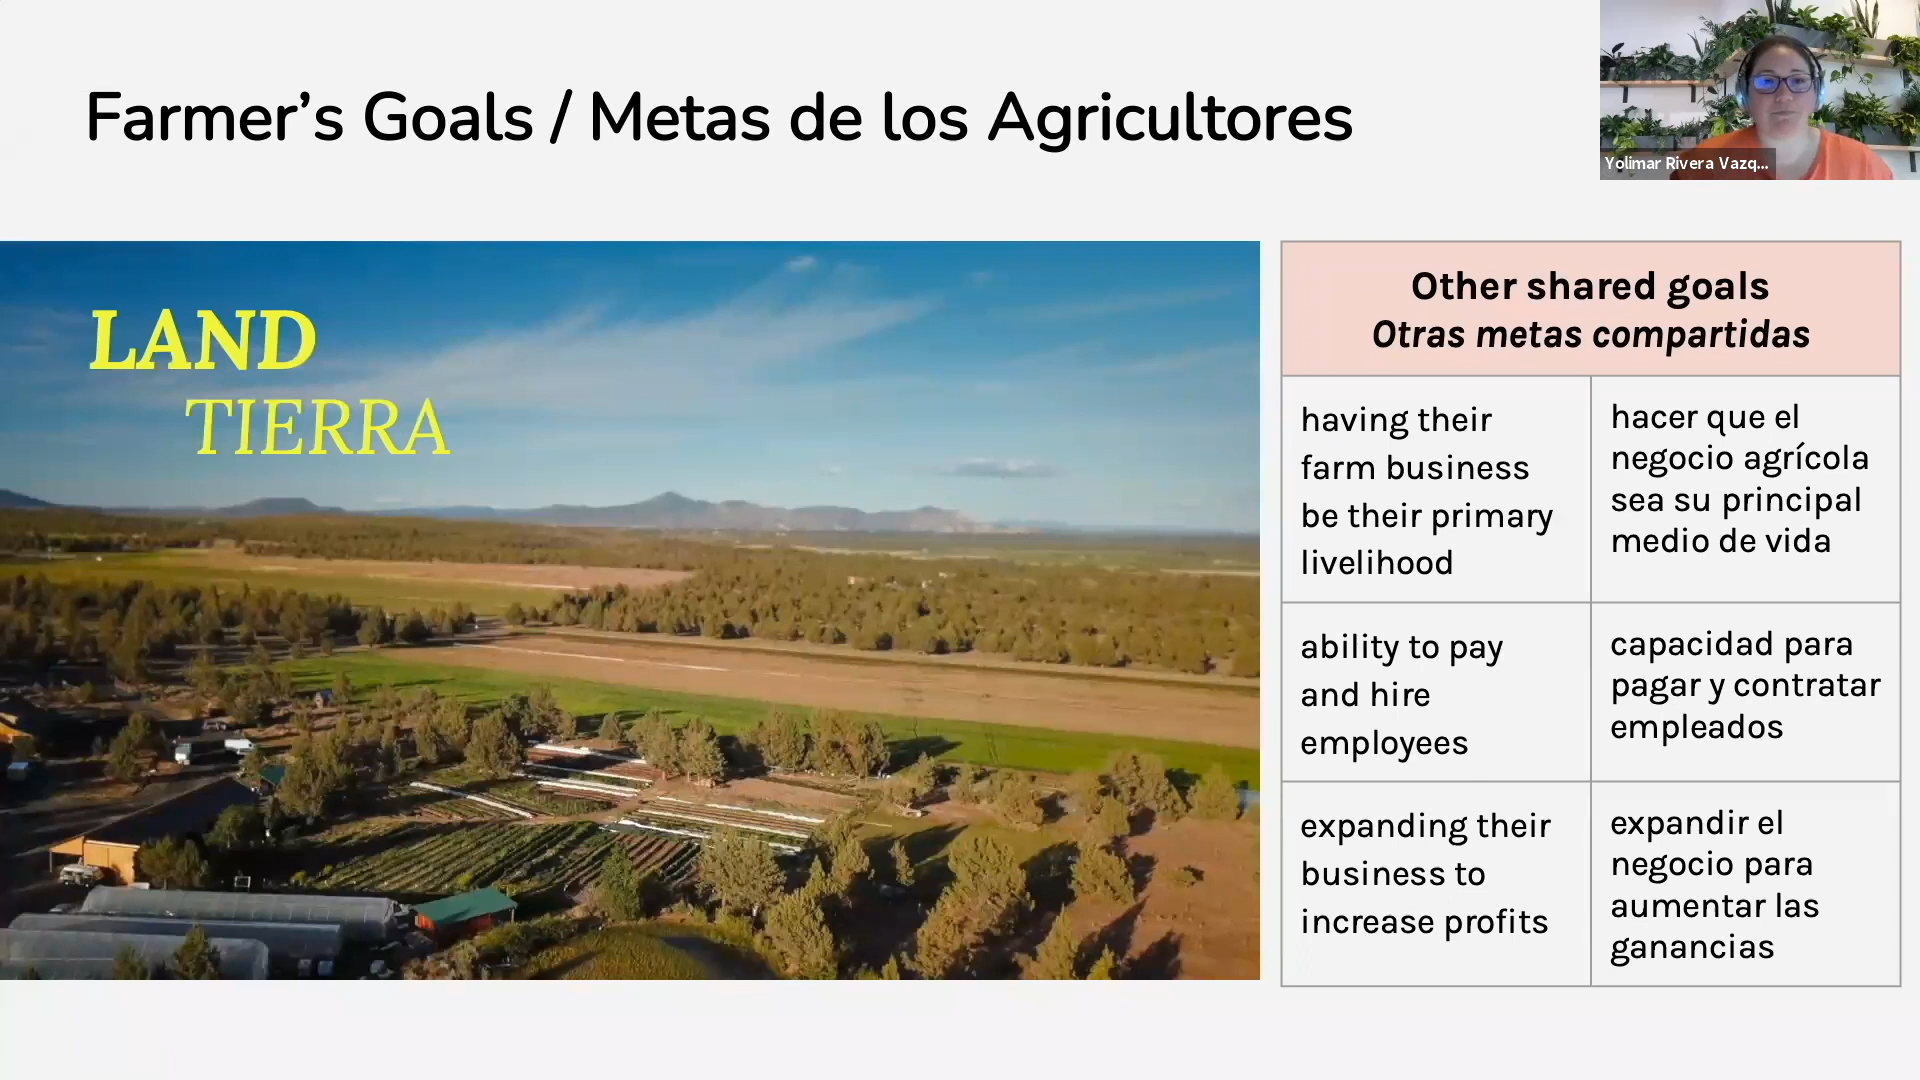 Farmer’s Goals / Metas de los Agricultores
Yolimar Rivera Vazq...
LAND
TIERRA
Other shared goals
Otras metas compartidas
having their
farm business
be their primary
livelihood
hacer que el
negocio agrícola
sea su principal
medio de vida
ability to pay
and hire
employees
capacidad para
pagar y contratar
empleados
expanding their
business to
increase profits
expandir el
negocio para
aumentar las
ganancias